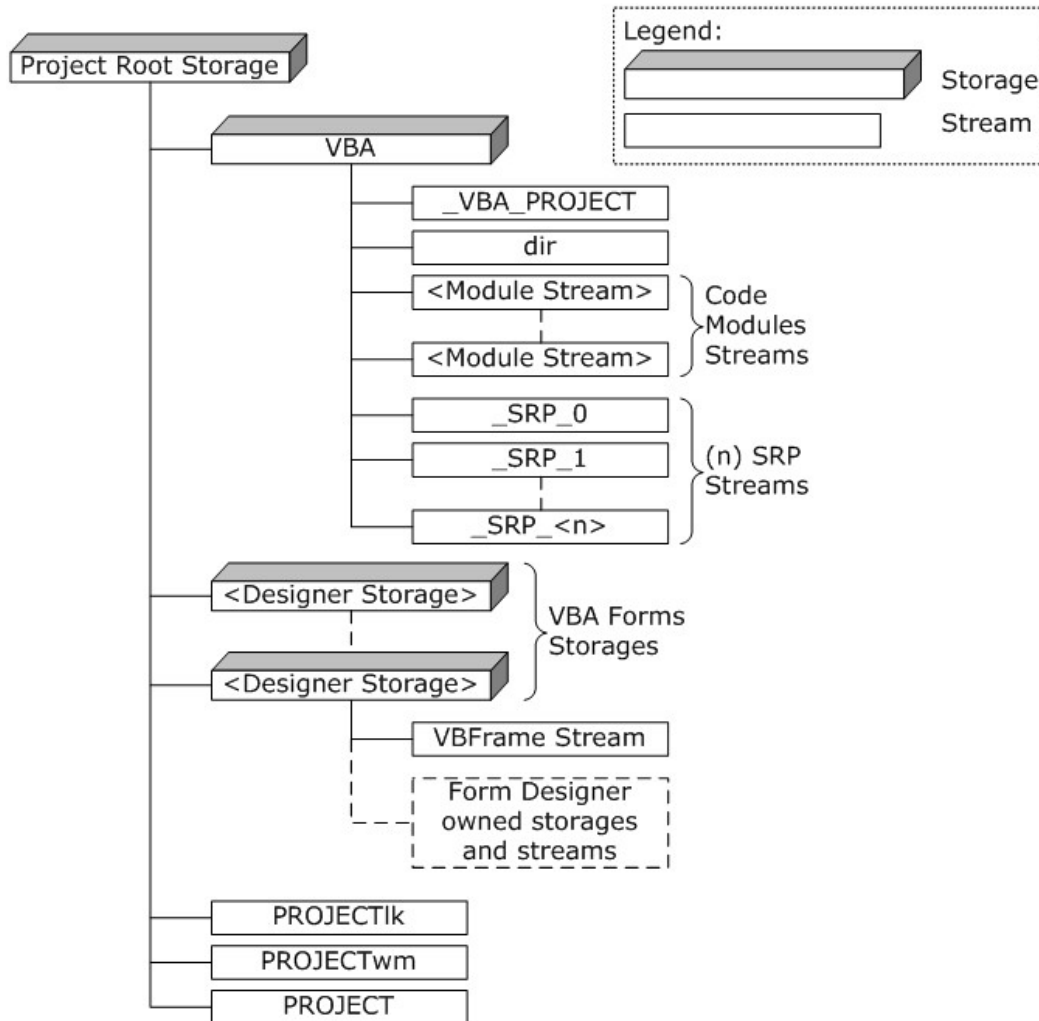 Project Root Storage
Legend:
Storage
Stream
VBA
_VBA_PROJECT
dir
<Module Stream>
<Module Stream>
Code
Modules
Streams
_SRP_0
_SRP_1
_SRP_<n>
(n) SRP
Streams
<Designer Storage>
<Designer Storage>
VBA Forms
Storages
VBFrame Stream
Form Designer
owned storages
and streams
PROJECTlk
PROJECTwm
PROJECT